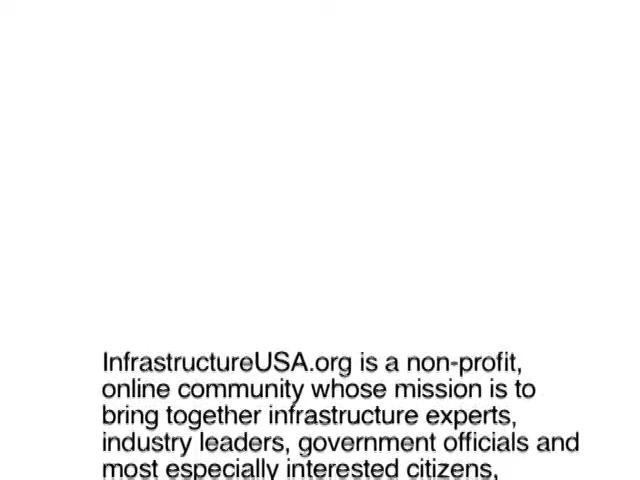 InfrastructureUSA.org is a non-profit,
online community whose mission is to
bring together infrastructure experts,
industry leaders, government officials and
most especially interested citizens,